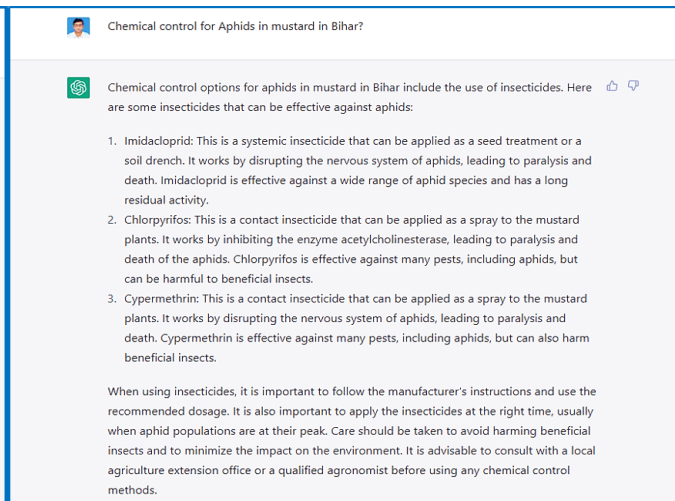 Chemical control for Aphids in mustard in Bihar?
Chemical control options for aphids in mustard in Bihar include the use of insecticides. Here
are some insecticides that can be effective against aphids:
1. Imidacloprid: This is a systemic insecticide that can be applied as a seed treatment or a
soil drench. It works by disrupting the nervous system of aphids, leading to paralysis and
death. Imidacloprid is effective against a wide range of aphid species and has a long
residual activity.
2. Chlorpyrifos: This is a contact insecticide that can be applied as a spray to the mustard
plants. It works by inhibiting the enzyme acetylcholinesterase, leading to paralysis and
death of the aphids. Chlorpyrifos is effective against many pests, including aphids, but
can be harmful to beneficial insects.
3. Cypermethrin: This is a contact insecticide that can be applied as a spray to the mustard
plants. It works by disrupting the nervous system of aphids, leading to paralysis and
death. Cypermethrin is effective against many pests, including aphids, but can also harm
beneficial insects.
When using insecticides, it is important to follow the manufacturer's instructions and use the
recommended dosage. It is also important to apply the insecticides at the right time, usually
when aphid populations are at their peak. Care should be taken to avoid harming beneficial
insects and to minimize the impact on the environment. It is advisable to consult with a local
agriculture extension office or a qualified agronomist before using any chemical control
methods.